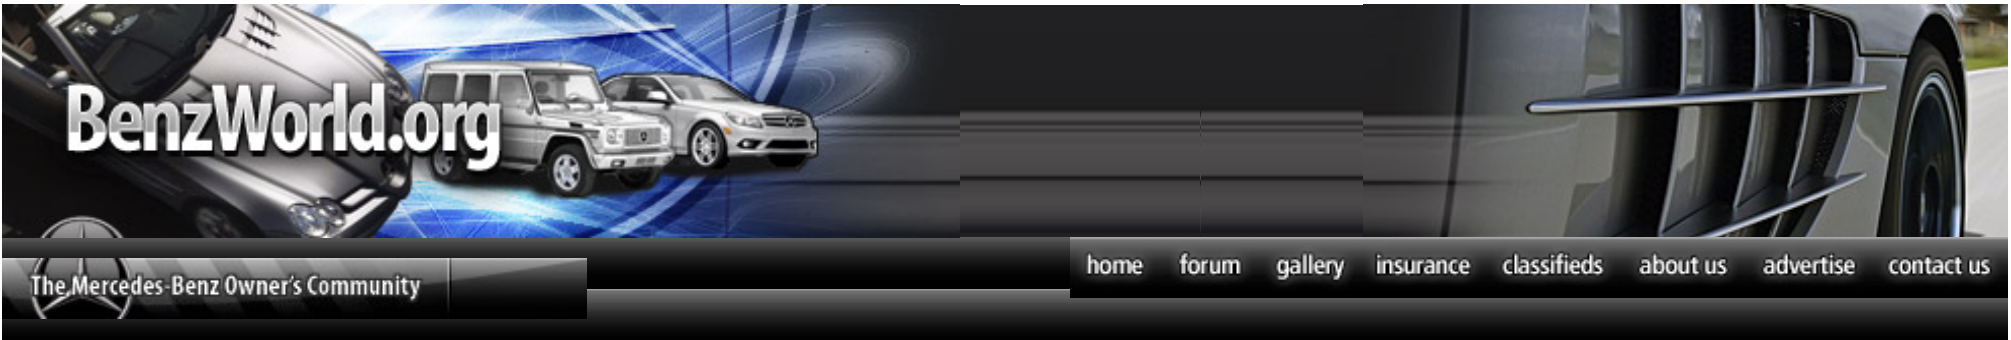 BenzWorld.org
home forum gallery insurance classifieds about us advertise contact us
The Mercedes-Benz Owner's Community